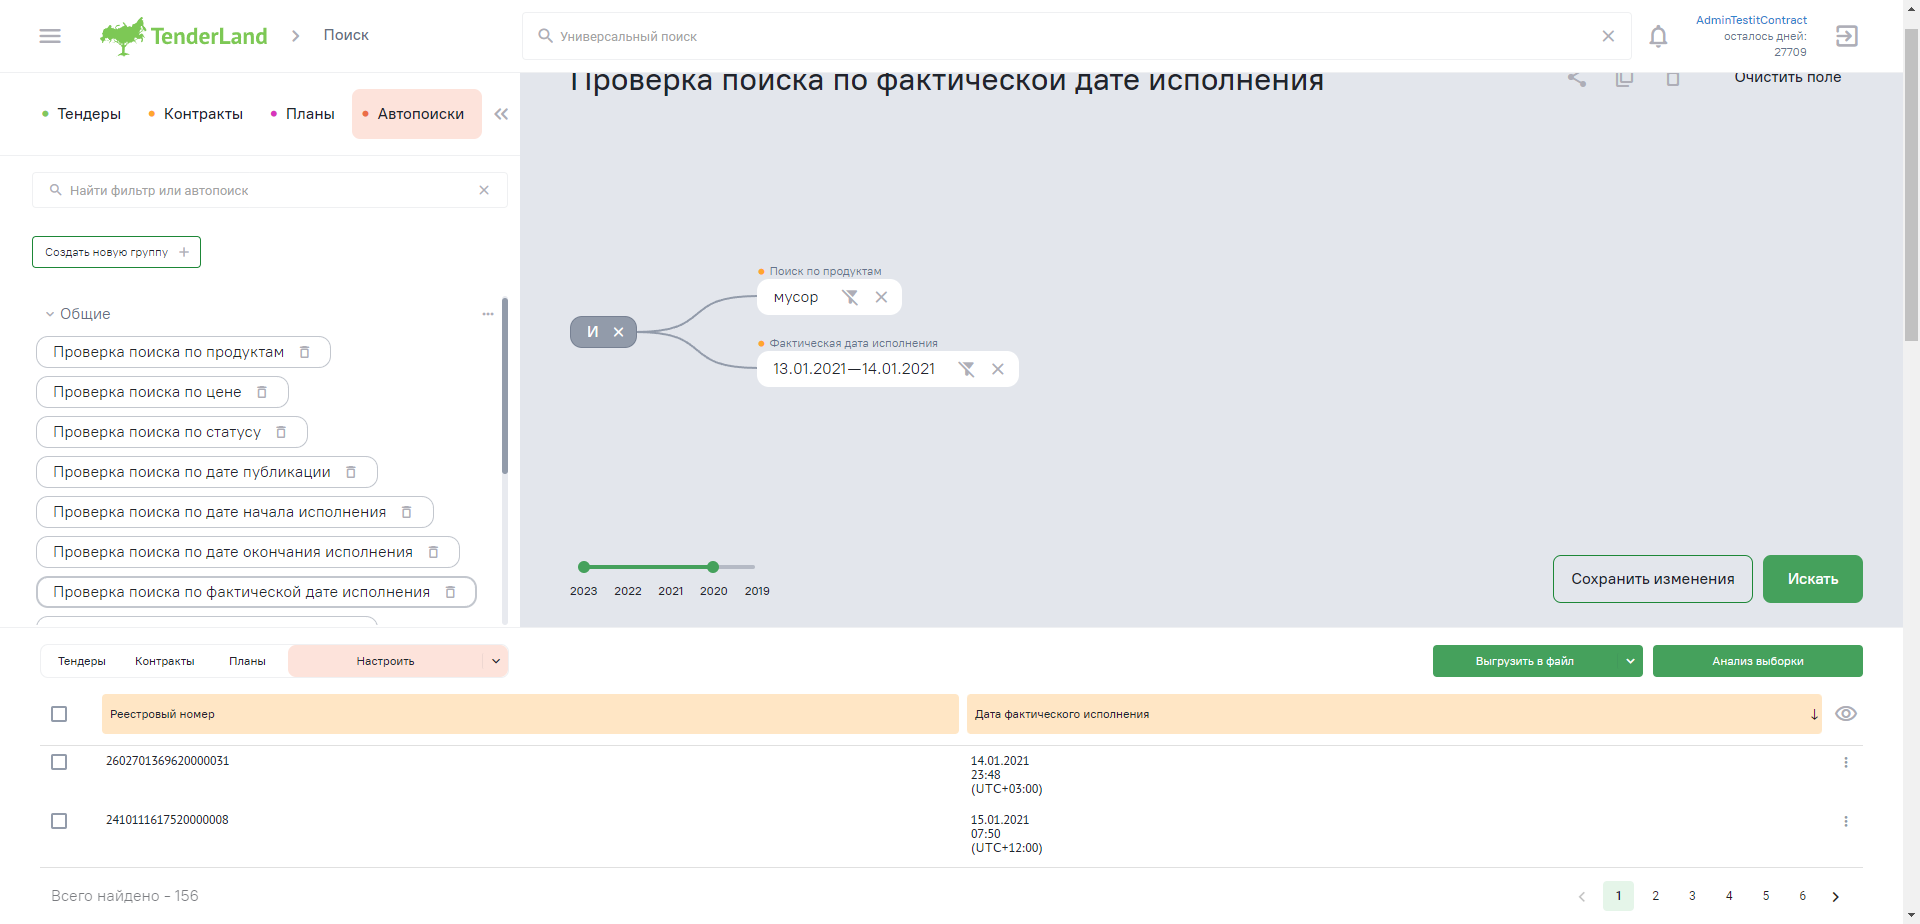 TenderLand
Поиск
Универсальный поиск
AdminTestitContract
осталось дней:
27709
Тендеры
Контракты
Планы
Автопоиски
Проверка поиска по фактической дате исполнения
Очистить поле
Найти фильтр или автопоиск
Создать новую группу
Общие
Проверка поиска по продуктам
Проверка поиска по цене
Проверка поиска по статусу
Проверка поиска по дате публикации
Проверка поиска по дате начала исполнения
Проверка поиска по дате окончания исполнения
Проверка поиска по фактической дате исполнения
И
Поиск по продуктам
мусор
Фактическая дата исполнения
13.01.2021—14.01.2021
2023 2022 2021 2020 2019
Сохранить изменения
Искать
Тендеры
Контракты
Планы
Настроить
Выгрузить в файл
Анализ выборки
Реестровый номер
Дата фактического исполнения
2602701369620000031
14.01.2021
23:48
(UTC+03:00)
2410111617520000008
15.01.2021
07:50
(UTC+12:00)
Всего найдено - 156
1 2 3 4 5 6